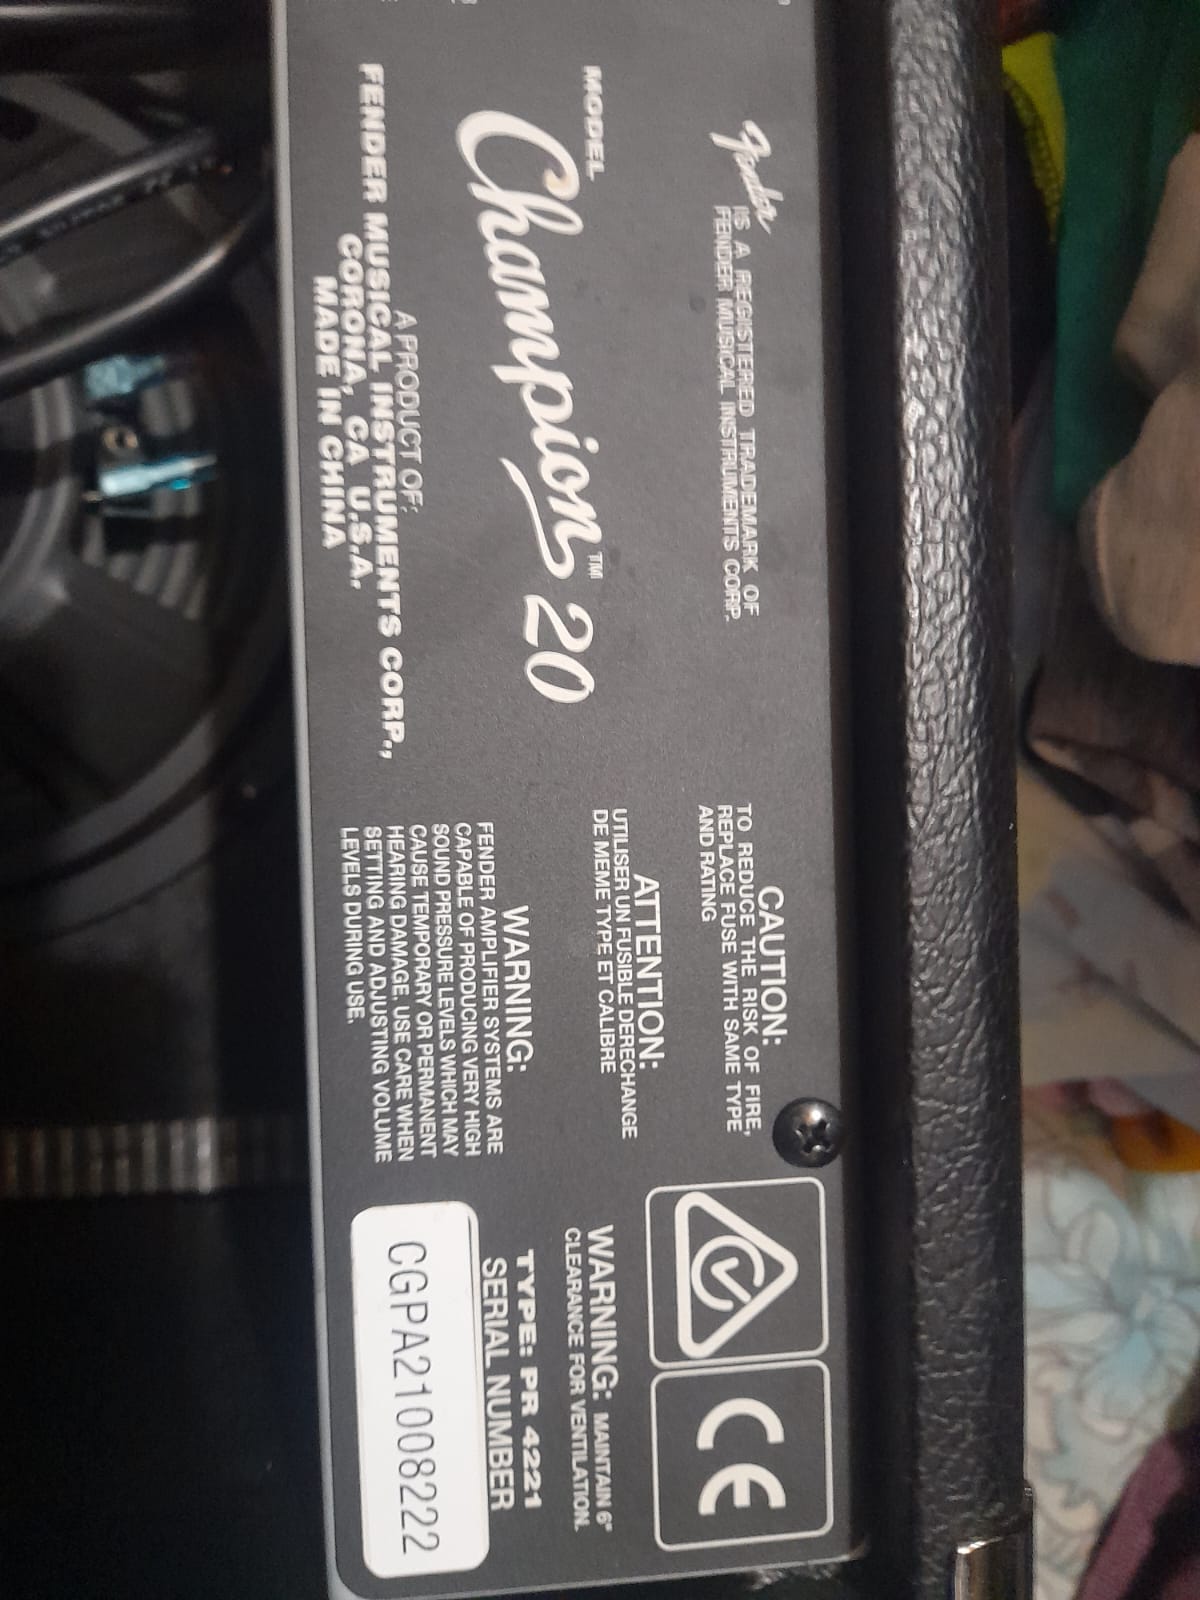 Fender IS A REGISTERED TRADEMARK OF
FENDER MUSICAL INSTRUMENTS CORP.
MODEL
Champion™ 20
A PRODUCT OF:
FENDER MUSICAL INSTRUMENTS CORP.,
CORONA, CA U.S.A.
MADE IN CHINA
CAUTION:
TO REDUCE THE RISK OF FIRE,
REPLACE FUSE WITH SAME TYPE
AND RATING
ATTENTION:
UTILISER UN FUSIBLE DERECHANGE
DE MEME TYPE ET CALIBRE
WARNING:
FENDER AMPLIFIER SYSTEMS ARE
CAPABLE OF PRODUCING VERY HIGH
SOUND PRESSURE LEVELS WHICH MAY
CAUSE TEMPORARY OR PERMANENT
HEARING DAMAGE. USE CARE WHEN
SETTING AND ADJUSTING VOLUME
LEVELS DURING USE.
CE
WARNING: MAINTAIN 6"
CLEARANCE FOR VENTILATION.
TYPE: PR 4221
SERIAL NUMBER
CGPA21008222